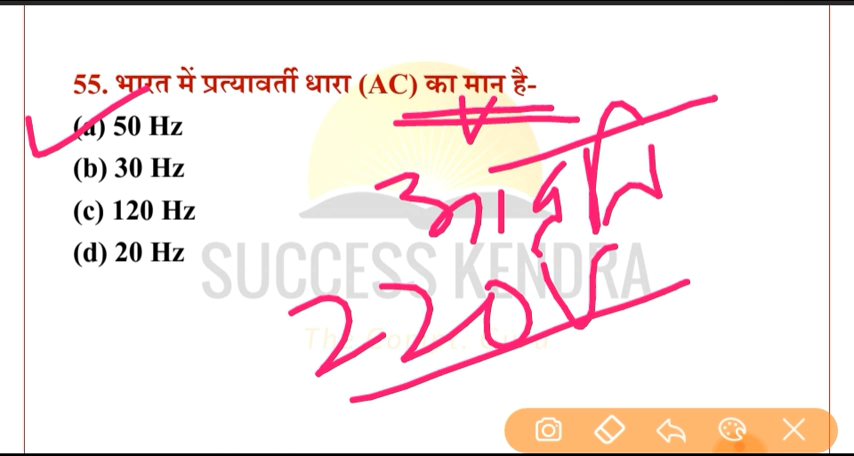 55. भारत में प्रत्यावर्ती धारा (AC) का मान है-
(a) 50 Hz
(b) 30 Hz
(c) 120 Hz
(d) 20 Hz
आवृत्ति
SUCCESS KENDRA
220V